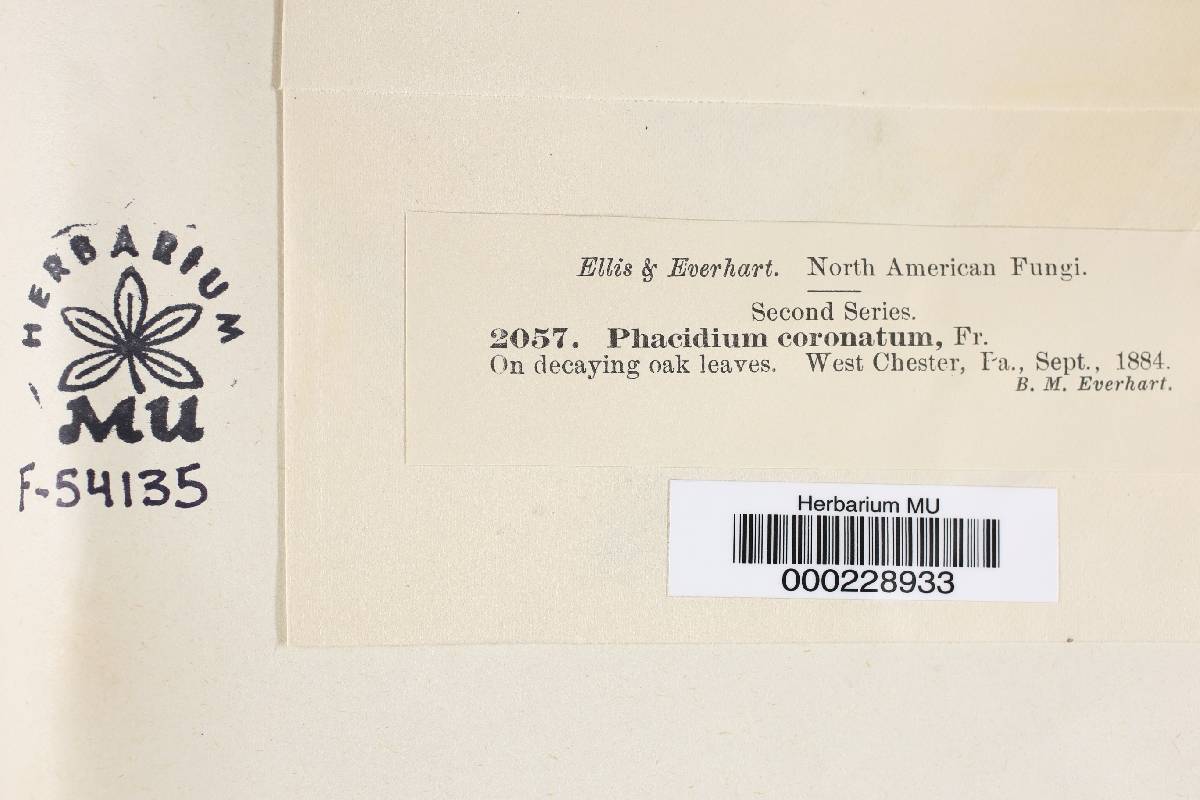 HERBARIUM
MU
F-54135
Ellis & Everhart. North American Fungi.
Second Series.
2057. Phacidium coronatum, Fr.
On decaying oak leaves. West Chester, Pa., Sept., 1884.
B. M. Everhart.
Herbarium MU
000228933